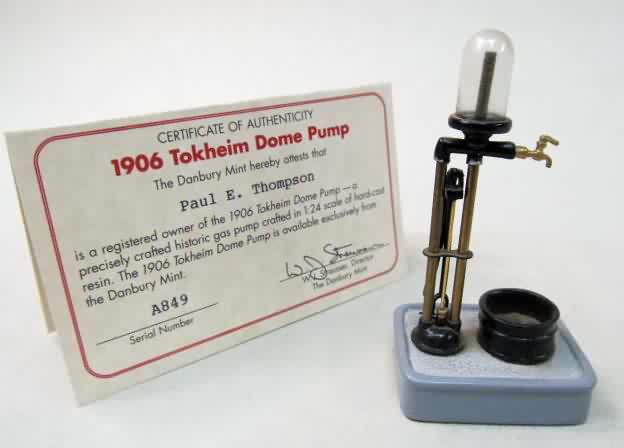 CERTIFICATE OF AUTHENTICITY
1906 Tokheim Dome Pump
The Danbury Mint hereby attests that
Paul E. Thompson
is a registered owner of the 1906 Tokheim Dome Pump — a
precisely crafted historic gas pump crafted in 1:24 scale of hard-cast
resin. The 1906 Tokheim Dome Pump is available exclusively from
the Danbury Mint.
A849
Serial Number
Director
The Danbury Mint